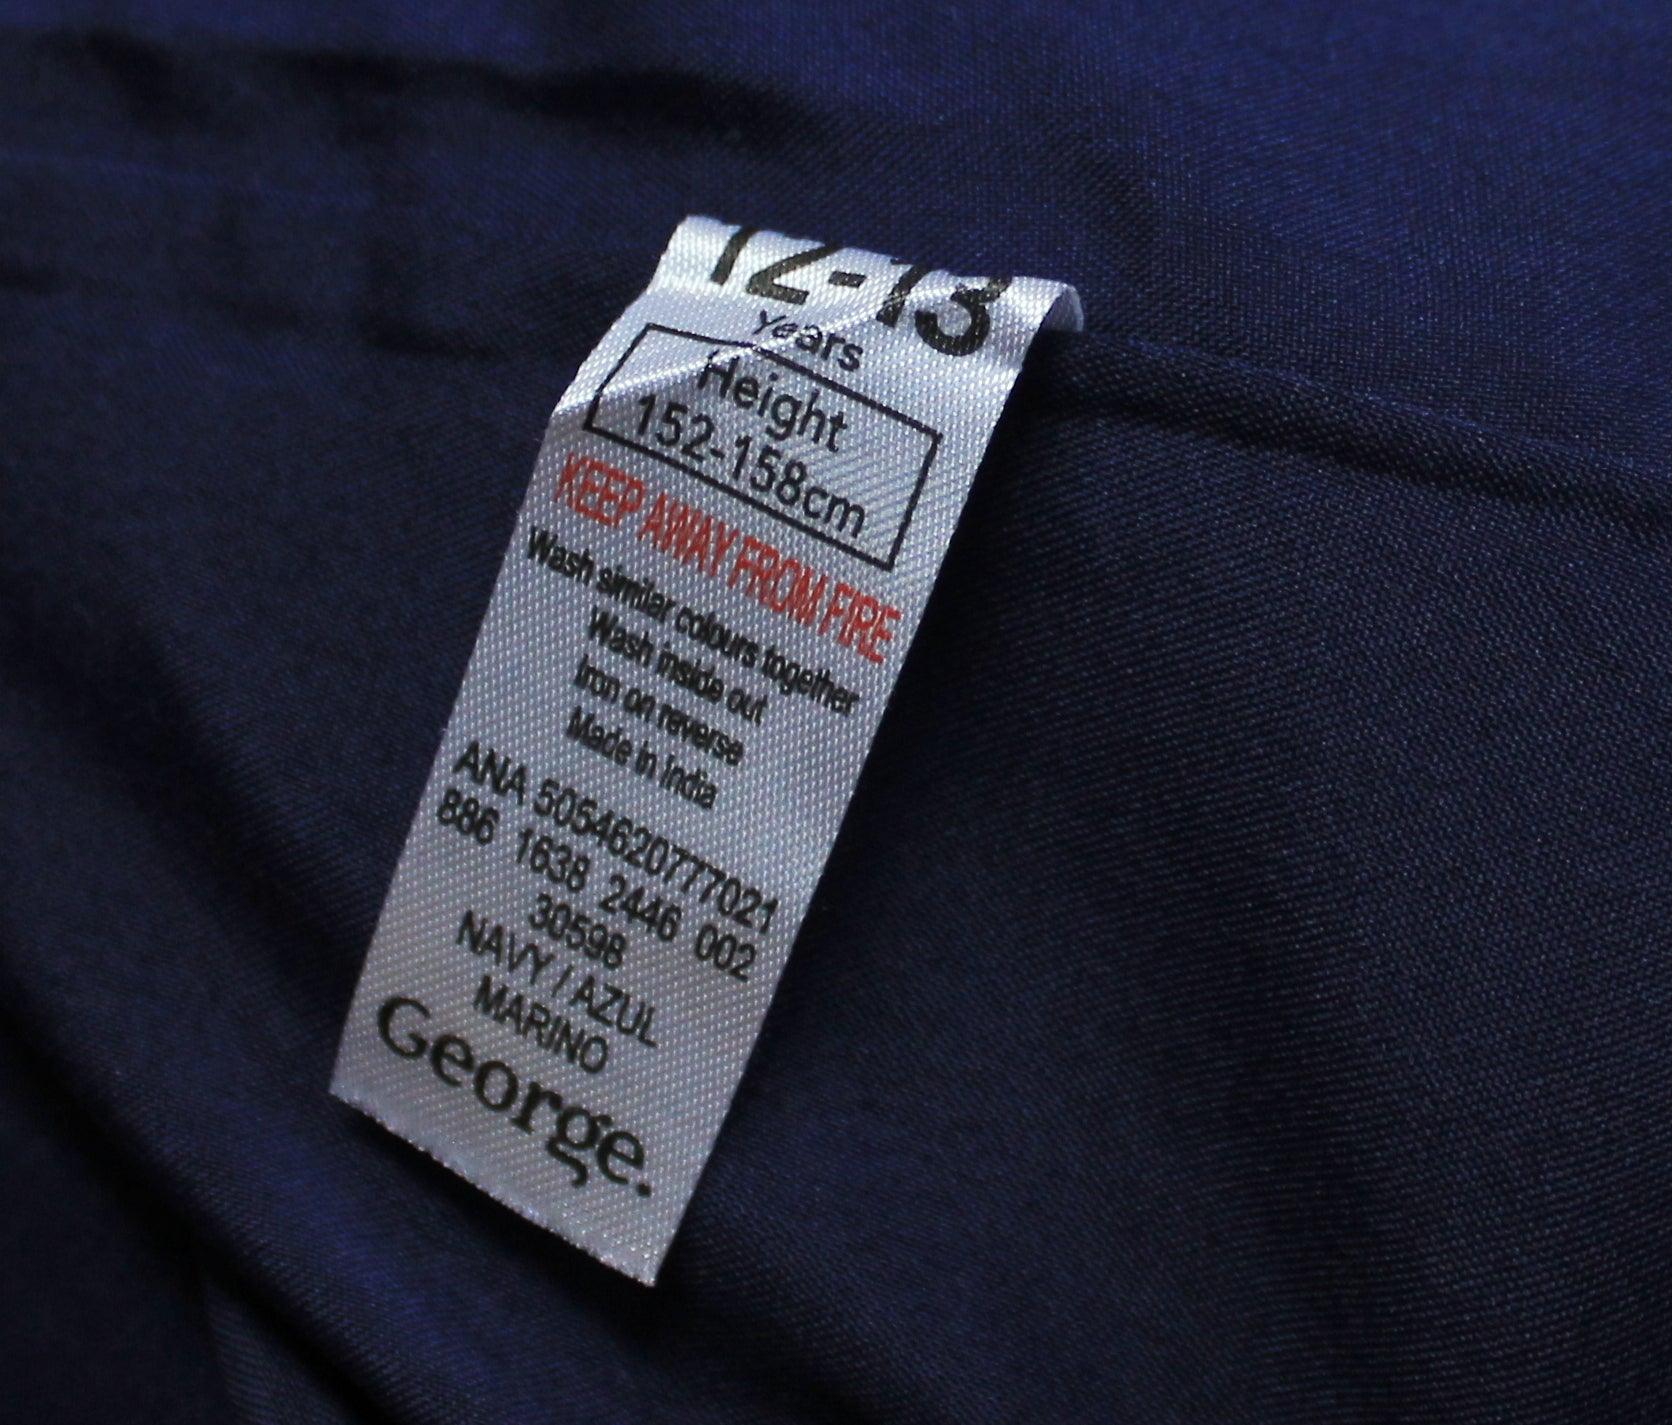 12-13
Years
Height
152-158cm
KEEP AWAY FROM FIRE
Wash similar colours together
Wash inside out
Iron on reverse
Made in India
ANA 5054620777021
886 1638 2446 002
30598
NAVY / AZUL
MARINO
George.